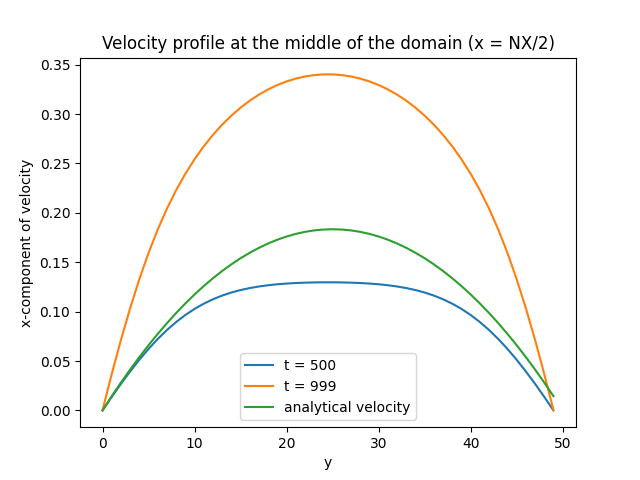 Velocity profile at the middle of the domain (x = NX/2)
x-component of velocity
0.35
0.30
0.25
0.20
0.15
0.10
0.05
0.00
t = 500
t = 999
analytical velocity
0 10 20 30 40 50
y